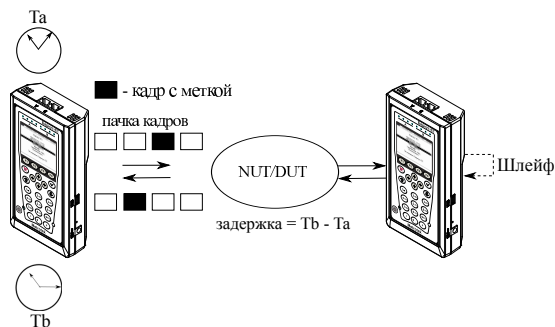 Ta
- кадр с меткой
пачка кадров
NUT/DUT
Шлейф
задержка = Tb - Ta
Tb